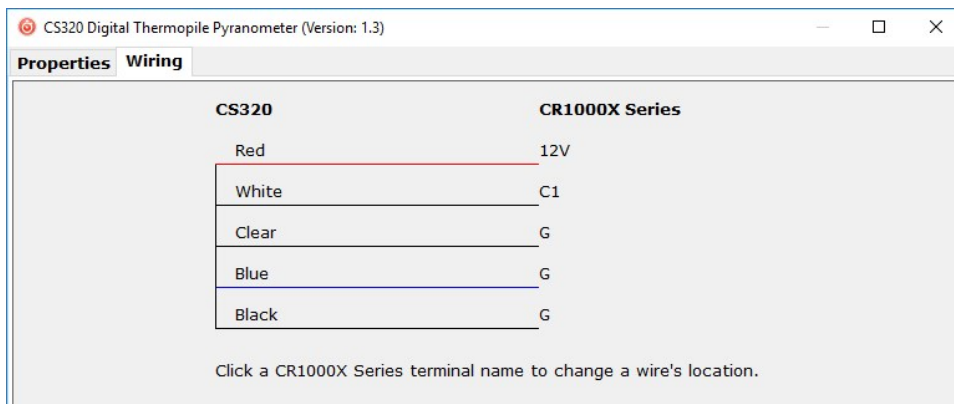 CS320 Digital Thermopile Pyranometer (Version: 1.3)
Properties Wiring
CS320 CR1000X Series
Red 12V
White C1
Clear G
Blue G
Black G
Click a CR1000X Series terminal name to change a wire's location.